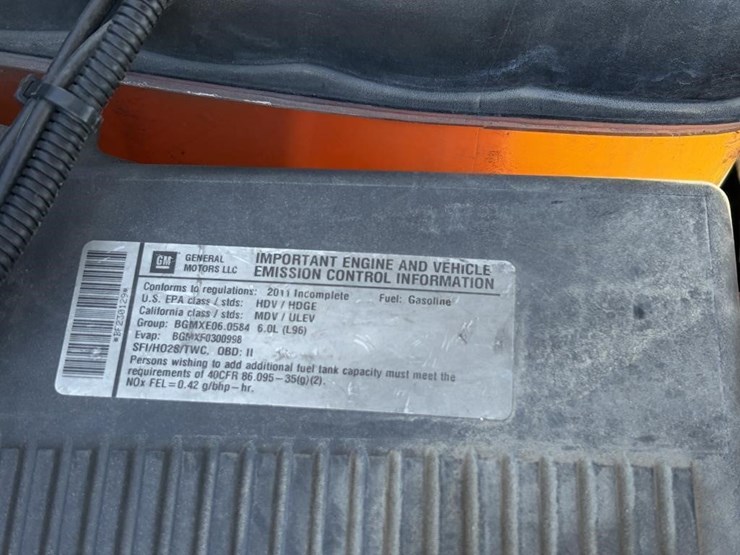 GM GENERAL MOTORS LLC
IMPORTANT ENGINE AND VEHICLE
EMISSION CONTROL INFORMATION
Conforms to regulations: 2011 Incomplete Fuel: Gasoline
U.S. EPA class / stds: HDV / HDGE
California class / stds: MDV / ULEV
Group: BGMXE06.0584 6.0L (L96)
Evap: BGMXF0300998
SFI/HO2S/TWC, OBD: II
Persons wishing to add additional fuel tank capacity must meet the
requirements of 40CFR 86.095-35(g)(2).
NOx FEL=0.42 g/bhp-hr.
*BF230129*